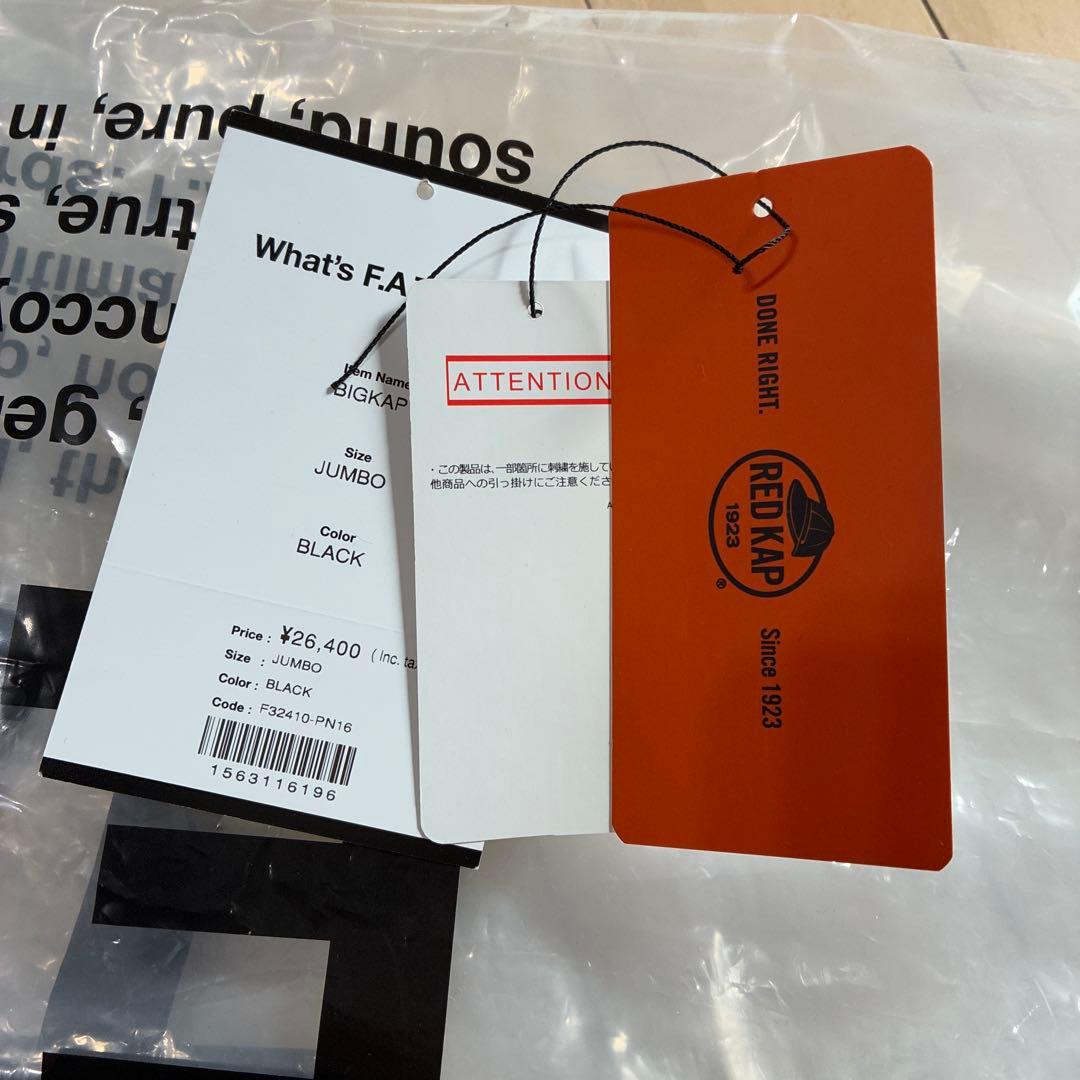 sound, pure, in
true, s
ger
What's F.A.
Item Name
BIGKAP
Size
JUMBO
Color
BLACK
Price : ¥26,400 ( Inc. tax
Size : JUMBO
Color : BLACK
Code : F32410-PN16
1563116196
ATTENTION
・この製品は、一部箇所に刺繍を施してい
他商品への引っ掛けにご注意くださ
A
DONE RIGHT.
RED KAP
1923
®
Since 1923